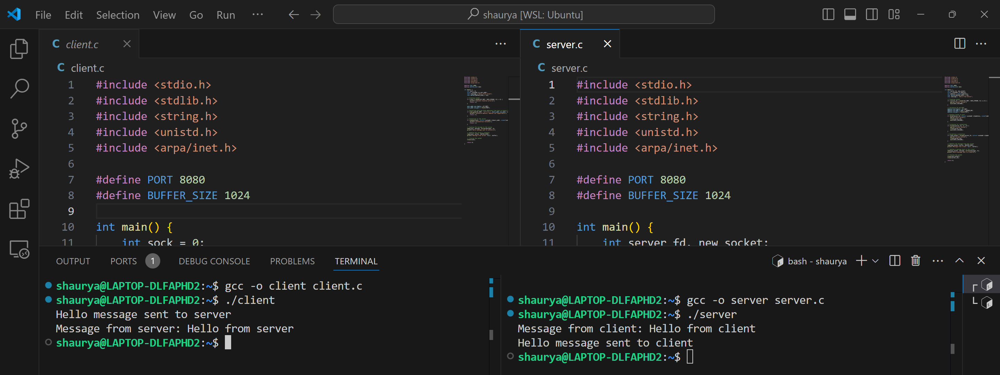 File Edit Selection View Go Run ···
shaurya [WSL: Ubuntu]
client.c
client.c
1 #include <stdio.h>
2 #include <stdlib.h>
3 #include <string.h>
4 #include <unistd.h>
5 #include <arpa/inet.h>
6
7 #define PORT 8080
8 #define BUFFER_SIZE 1024
9
10 int main() {
11 int sock = 0;
server.c
server.c
1 #include <stdio.h>
2 #include <stdlib.h>
3 #include <string.h>
4 #include <unistd.h>
5 #include <arpa/inet.h>
6
7 #define PORT 8080
8 #define BUFFER_SIZE 1024
9
10 int main() {
11 int server_fd, new_socket;
OUTPUT PORTS 1 DEBUG CONSOLE PROBLEMS TERMINAL
bash - shaurya
shaurya@LAPTOP-DLFAPHD2:~$ gcc -o client client.c
shaurya@LAPTOP-DLFAPHD2:~$ ./client
Hello message sent to server
Message from server: Hello from server
shaurya@LAPTOP-DLFAPHD2:~$
shaurya@LAPTOP-DLFAPHD2:~$ gcc -o server server.c
shaurya@LAPTOP-DLFAPHD2:~$ ./server
Message from client: Hello from client
Hello message sent to client
shaurya@LAPTOP-DLFAPHD2:~$